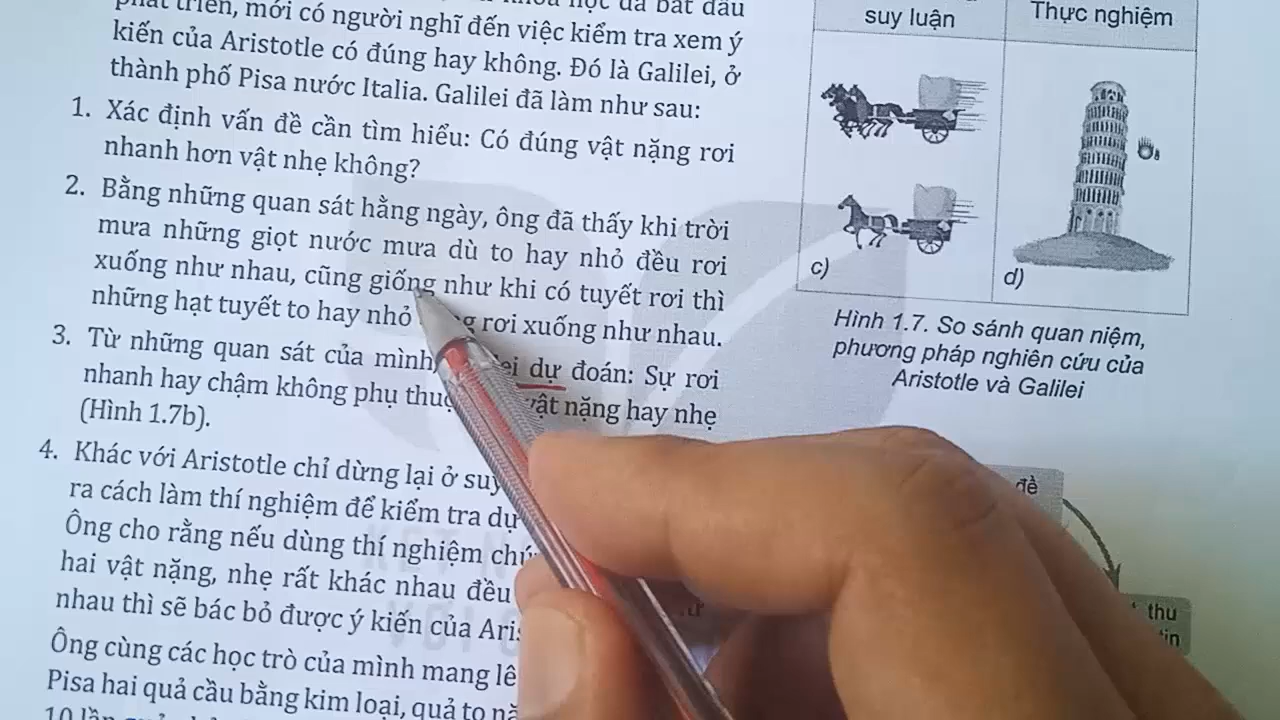 phát triển, mới có người nghĩ đến việc kiểm tra xem ý
kiến của Aristotle có đúng hay không. Đó là Galilei, ở
thành phố Pisa nước Italia. Galilei đã làm như sau:
1. Xác định vấn đề cần tìm hiểu: Có đúng vật nặng rơi
nhanh hơn vật nhẹ không?
2. Bằng những quan sát hằng ngày, ông đã thấy khi trời
mưa những giọt nước mưa dù to hay nhỏ đều rơi
xuống như nhau, cũng giống như khi có tuyết rơi thì
những hạt tuyết to hay nhỏ rơi xuống như nhau.
3. Từ những quan sát của mình, dự đoán: Sự rơi
nhanh hay chậm không phụ vật nặng hay nhẹ
(Hình 1.7b).
4. Khác với Aristotle chỉ dừng lại ở suy
ra cách làm thí nghiệm để kiểm tra dự
Ông cho rằng nếu dùng thí nghiệm
hai vật nặng, nhẹ rất khác nhau đều
nhau thì sẽ bác bỏ được ý kiến của
Ông cùng các học trò của mình mang
Pisa hai quả cầu bằng kim loại, quả to
10 lần
suy luận
Thực nghiệm
c)
d)
Hình 1.7. So sánh quan niệm,
phương pháp nghiên cứu của
Aristotle và Galilei
đề
thu
tin